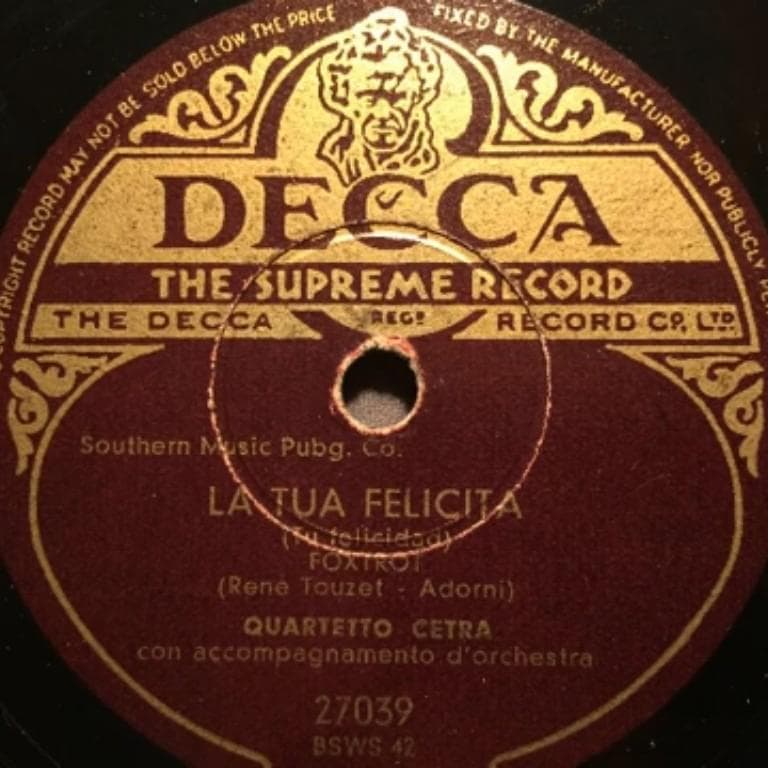 COPYRIGHT RECORD MAY NOT BE SOLD BELOW THE PRICE FIXED BY THE MANUFACTURER NOR PUBLICLY
DECCA
THE SUPREME RECORD
THE DECCA REGD RECORD CO., LTD.
Southern Music Pubg. Co.
LA TUA FELICITA
(Tu felicidad)
FOXTROT
(René Touzet - Adorni)
QUARTETTO CETRA
con accompagnamento d'orchestra
27039
BSWS 42